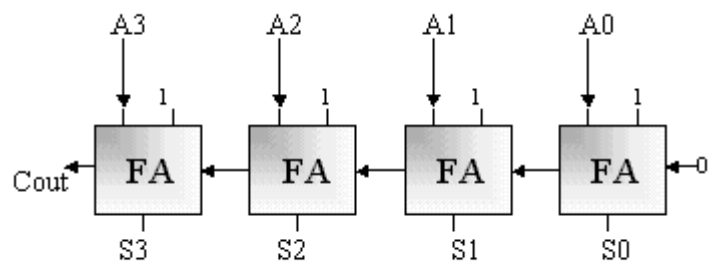 A3 A2 A1 A0
1 1 1 1
Cout FA FA FA FA 0
S3 S2 S1 S0